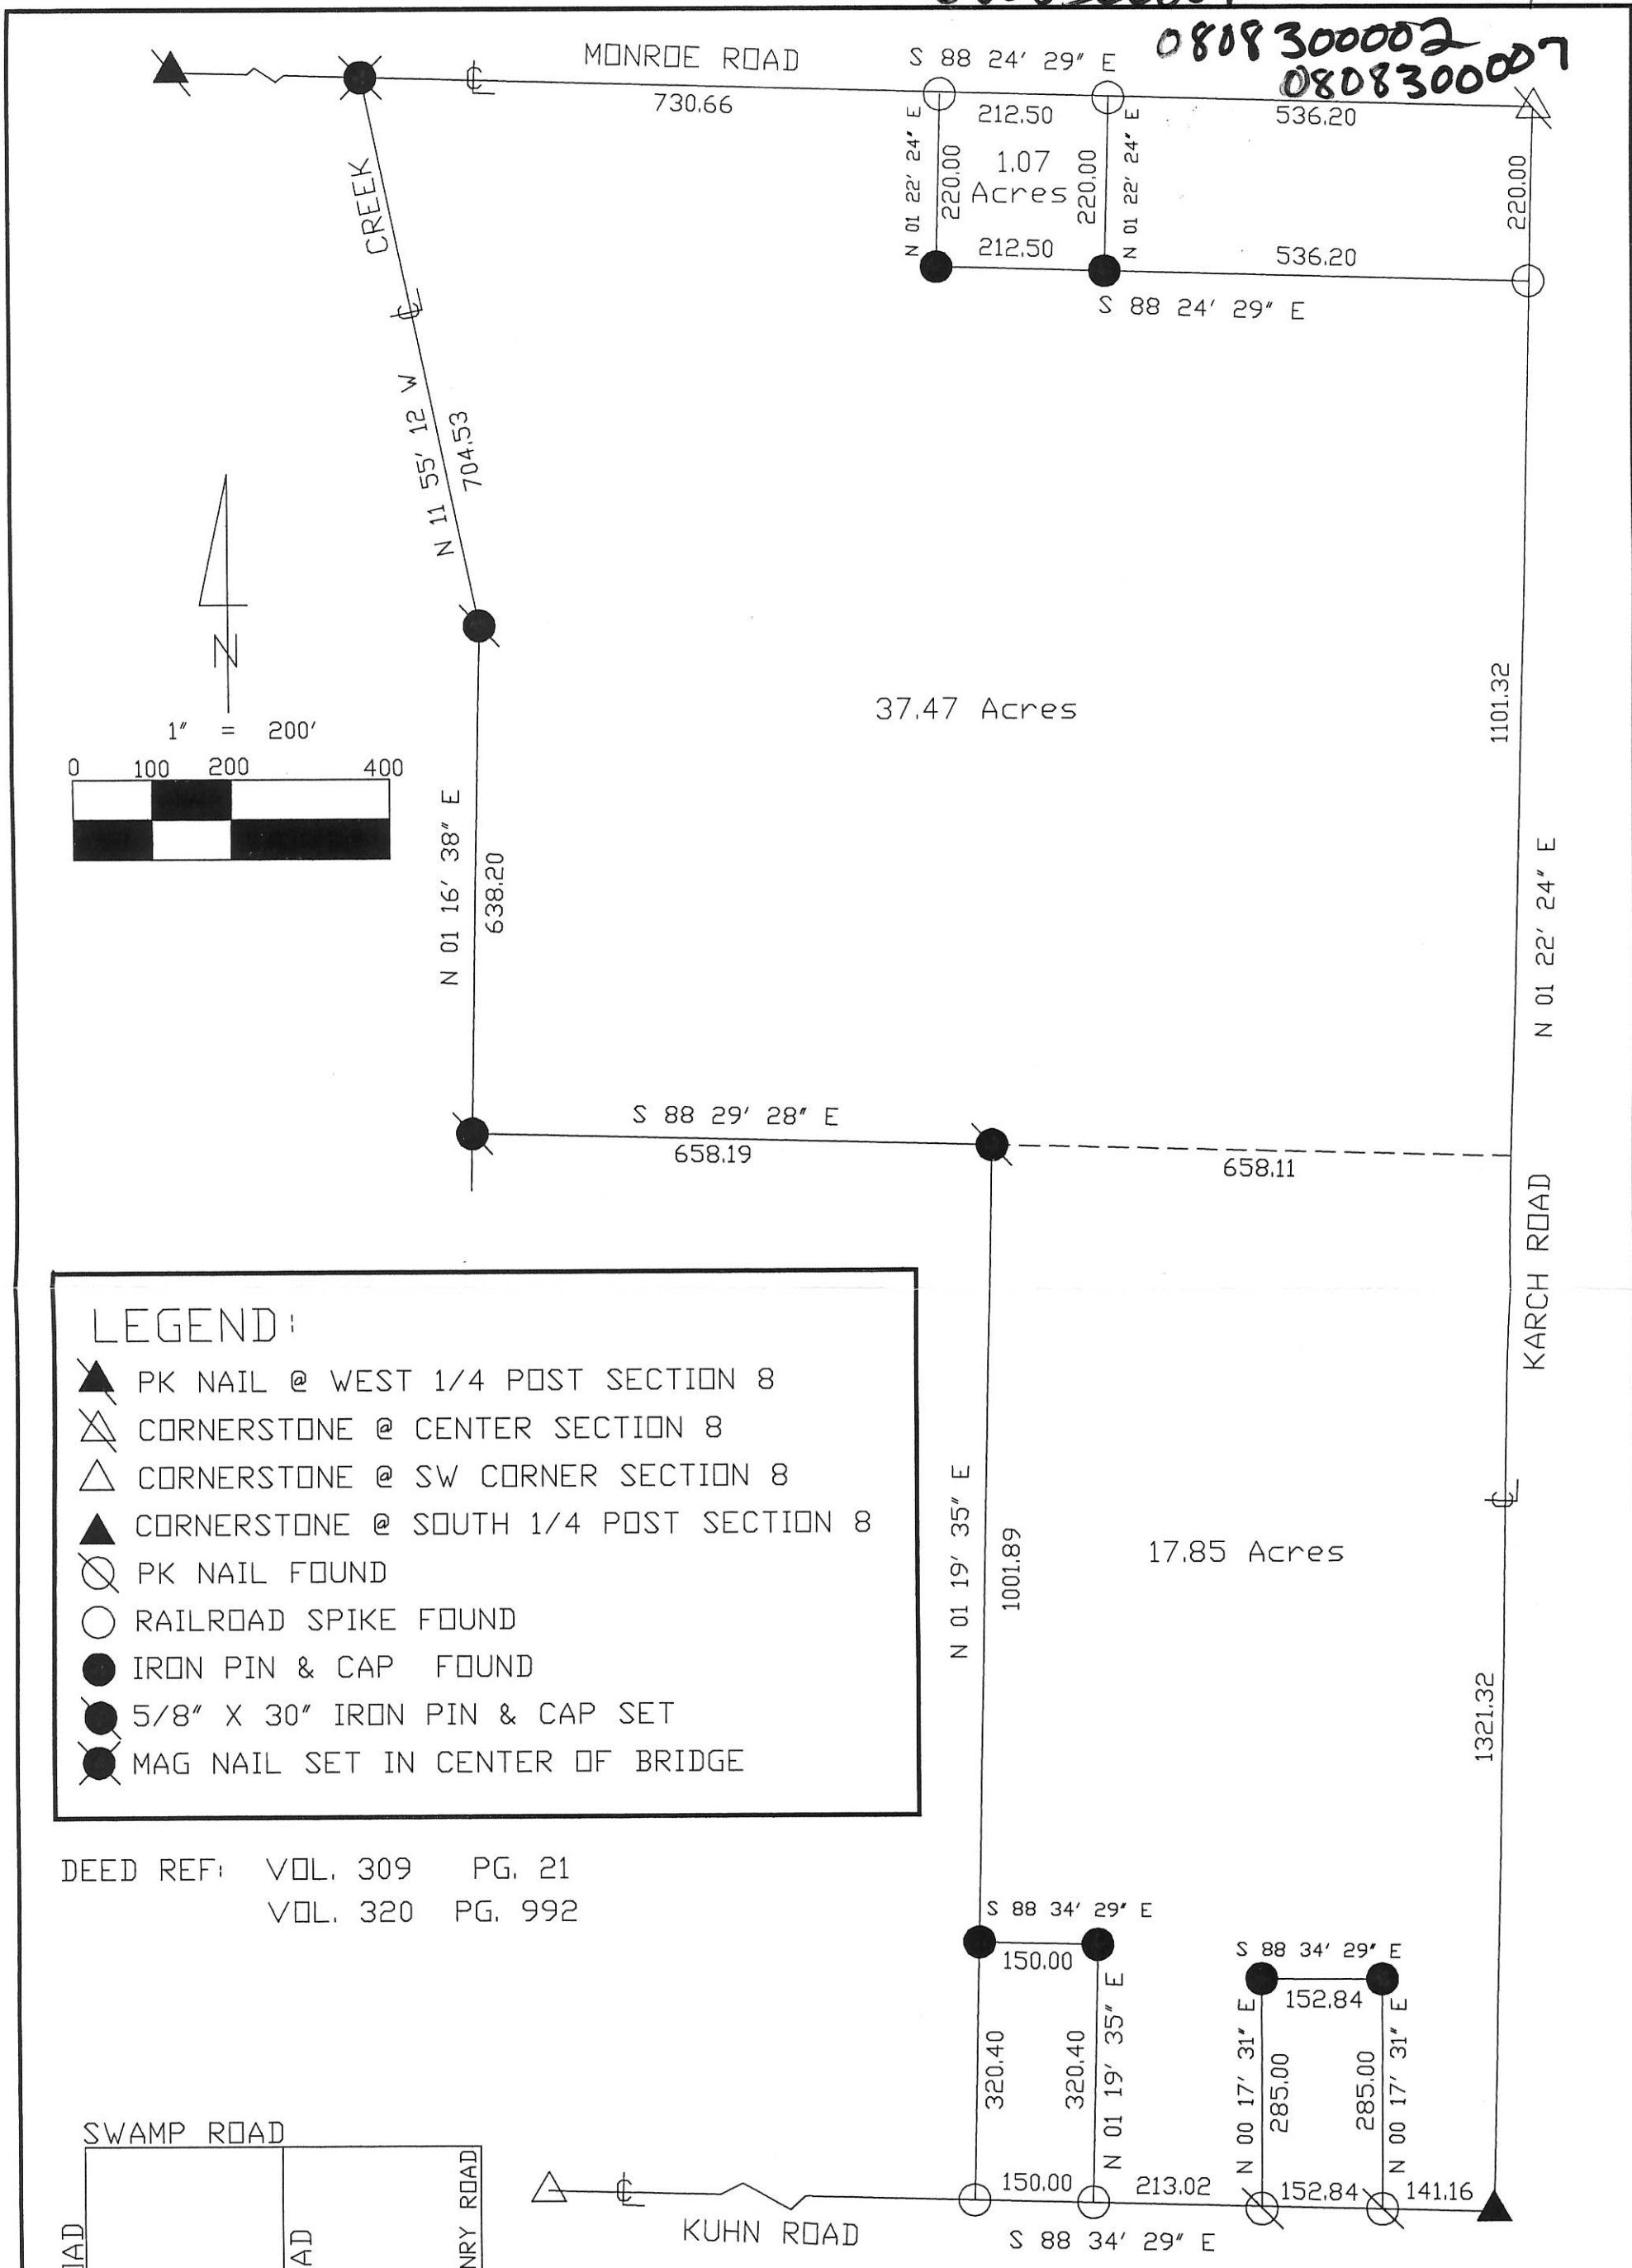 0808300002
0808300007
MONROE ROAD
S 88 24' 29" E
℄
730.66
212.50
536.20
N 01 22' 24" E
220.00
1.07
Acres
220.00
N 01 22' 24" E
220.00
212.50
536.20
S 88 24' 29" E
CREEK
℄
N 11 55' 12 W
704.53
N
1" = 200'
0 100 200 400
37.47 Acres
1101.32
N 01 16' 38" E
638.20
N 01 22' 24" E
S 88 29' 28" E
658.19
658.11
KARCH ROAD
LEGEND:
PK NAIL @ WEST 1/4 POST SECTION 8
CORNERSTONE @ CENTER SECTION 8
CORNERSTONE @ SW CORNER SECTION 8
CORNERSTONE @ SOUTH 1/4 POST SECTION 8
PK NAIL FOUND
RAILROAD SPIKE FOUND
IRON PIN & CAP FOUND
5/8" X 30" IRON PIN & CAP SET
MAG NAIL SET IN CENTER OF BRIDGE
N 01 19' 35" E
1001.89
17.85 Acres
℄
1321.32
DEED REF: VOL. 309 PG. 21
VOL. 320 PG. 992
S 88 34' 29" E
150.00
S 88 34' 29" E
152.84
320.40
320.40
N 01 19' 35" E
N 00 17' 31" E
285.00
285.00
N 00 17' 31" E
150.00
213.02
152.84
141.16
℄
KUHN ROAD
S 88 34' 29" E
SWAMP ROAD
OAD
AD
NRY ROAD